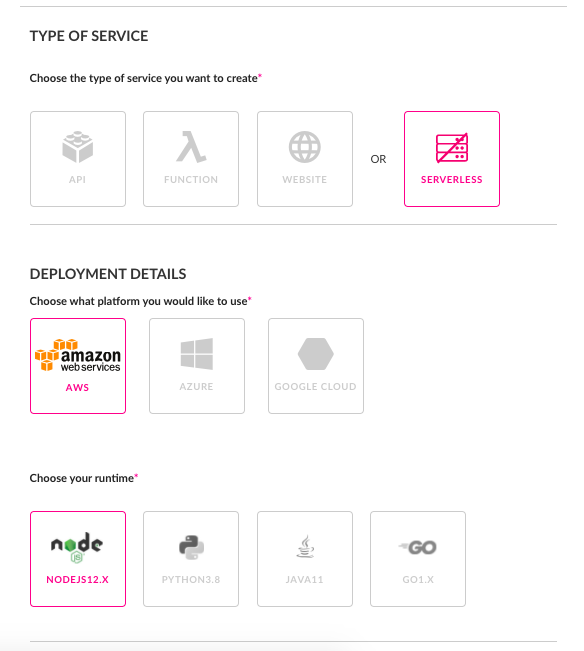 TYPE OF SERVICE
Choose the type of service you want to create*
API
FUNCTION
WEBSITE
OR
SERVERLESS
DEPLOYMENT DETAILS
Choose what platform you would like to use*
amazon
web services
AWS
AZURE
GOOGLE CLOUD
Choose your runtime*
node
JS
NODEJS12.X
PYTHON3.8
JAVA11
GO
GO1.X